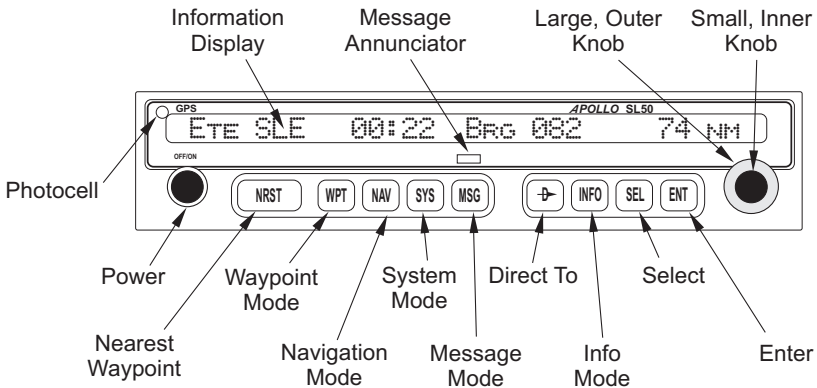 Information
Display
Message
Annunciator
Large, Outer
Knob
Small, Inner
Knob
GPS
APOLLO SL50
ETE SLE 00:22 BRG 082 74 NM
OFF/ON
Photocell
NRST
WPT
NAV
SYS
MSG
D
INFO
SEL
ENT
Power
Waypoint
Mode
System
Mode
Direct To
Select
Nearest
Waypoint
Navigation
Mode
Message
Mode
Info
Mode
Enter